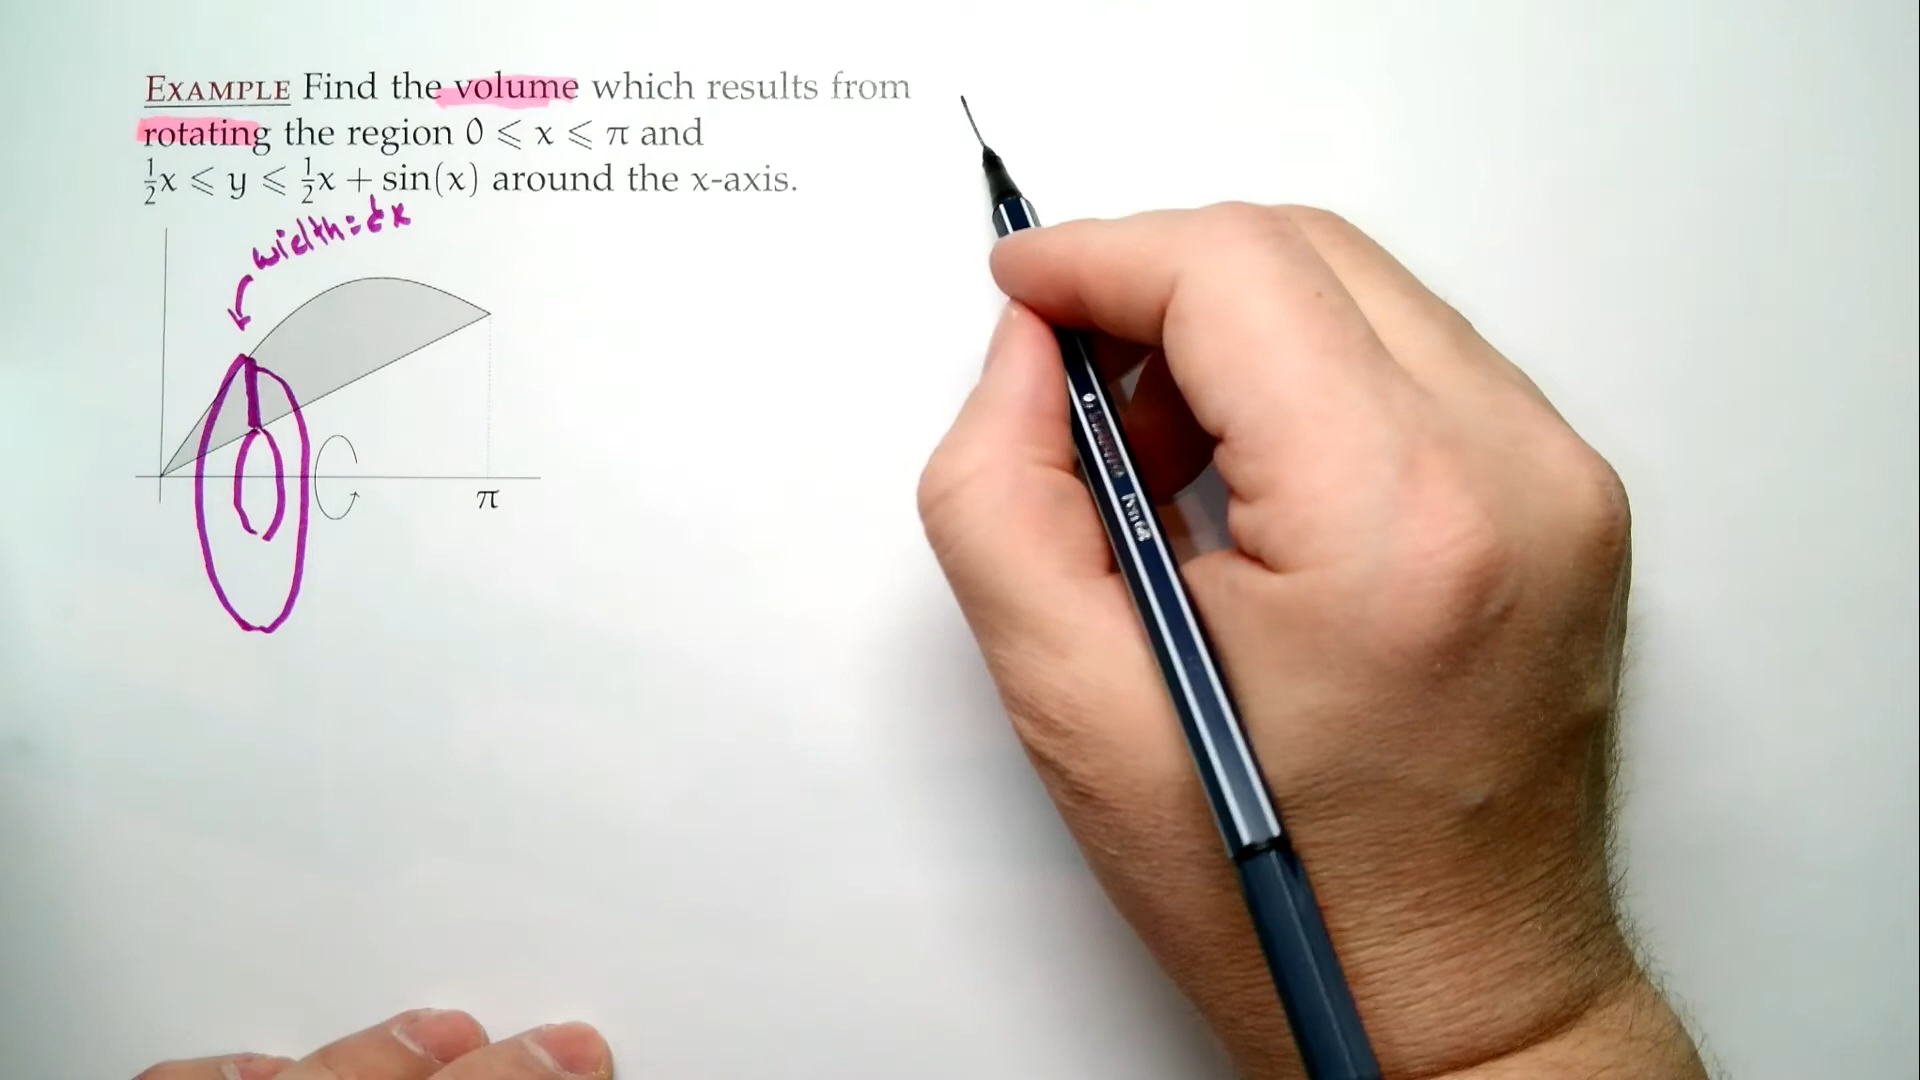 EXAMPLE Find the volume which results from
rotating the region 0 ⩽ x ⩽ π and
½x ⩽ y ⩽ ½x + sin(x) around the x-axis.
width = dx
π